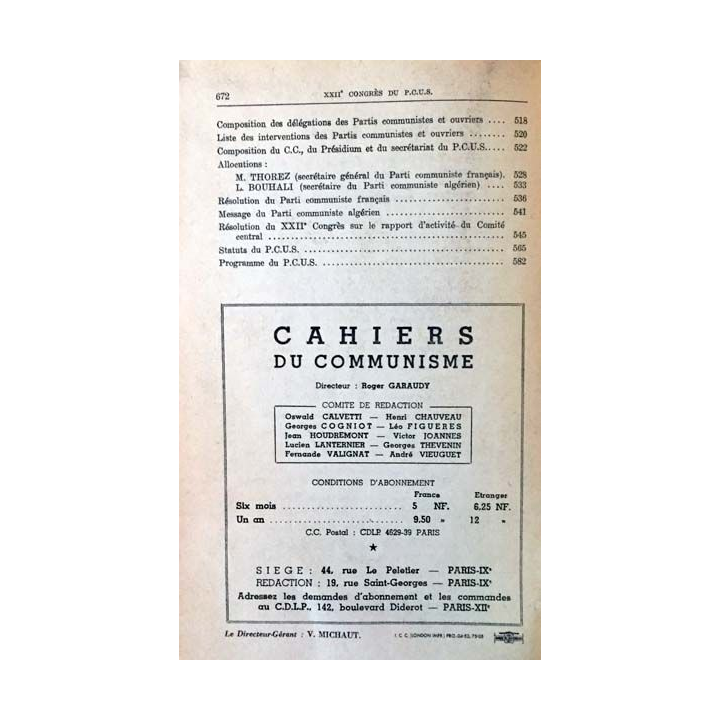 672 XXIIe CONGRÈS DU P.C.U.S.
Composition des délégations des Partis communistes et ouvriers .... 518
Liste des interventions des Partis communistes et ouvriers ........ 520
Composition du C.C., du Présidium et du secrétariat du P.C.U.S. .... 522
Allocutions :
M. THOREZ (secrétaire général du Parti communiste français). 528
L. BOUHALI (secrétaire du Parti communiste algérien) .... 533
Résolution du Parti communiste français ...................... 536
Message du Parti communiste algérien ........................ 541
Résolution du XXIIe Congrès sur le rapport d'activité du Comité
central .................................................. 545
Statuts du P.C.U.S. ........................................ 565
Programme du P.C.U.S. .................................... 582
CAHIERS
DU COMMUNISME
Directeur : Roger GARAUDY
COMITE DE REDACTION
Oswald CALVETTI — Henri CHAUVEAU
Georges COGNIOT — Léo FIGUERES
Jean HOUDREMONT — Victor JOANNES
Lucien LANTERNIER — Georges THEVENIN
Fernande VALIGNAT — André VIEUGUET
CONDITIONS D'ABONNEMENT
France Etranger
Six mois ........................ 5 NF. 6,25 NF.
Un an ........................... 9,50 » 12 »
C.C. Postal : CDLP 4629-39 PARIS
★
SIEGE : 44, rue Le Peletier — PARIS-IXe
REDACTION : 19, rue Saint-Georges — PARIS-IXe
Adressez les demandes d'abonnement et les commandes
au C.D.L.P., 142, boulevard Diderot — PARIS-XIIe
Le Directeur-Gérant : V. MICHAUT. I.C.C. (LONDON IMPR.) PRO. 04-52, 75-08